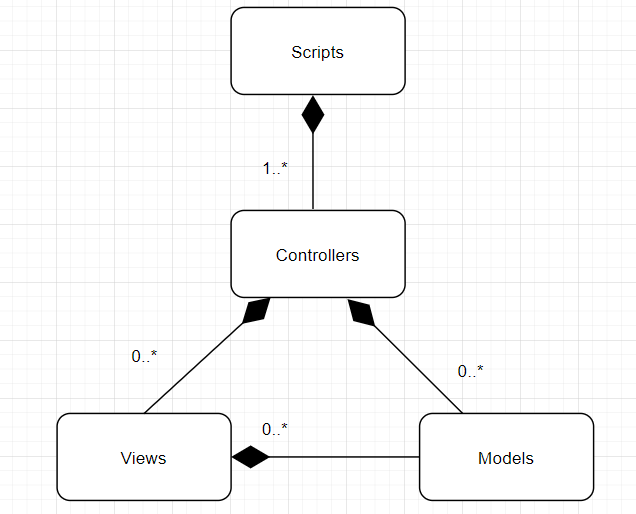 Scripts
1..*
Controllers
0..*
0..*
0..*
Views
Models